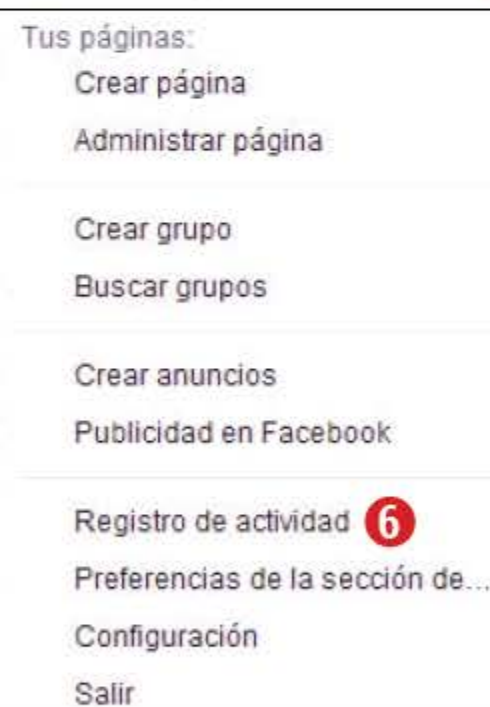 Tus páginas:
Crear página
Administrar página
Crear grupo
Buscar grupos
Crear anuncios
Publicidad en Facebook
Registro de actividad 6
Preferencias de la sección de...
Configuración
Salir